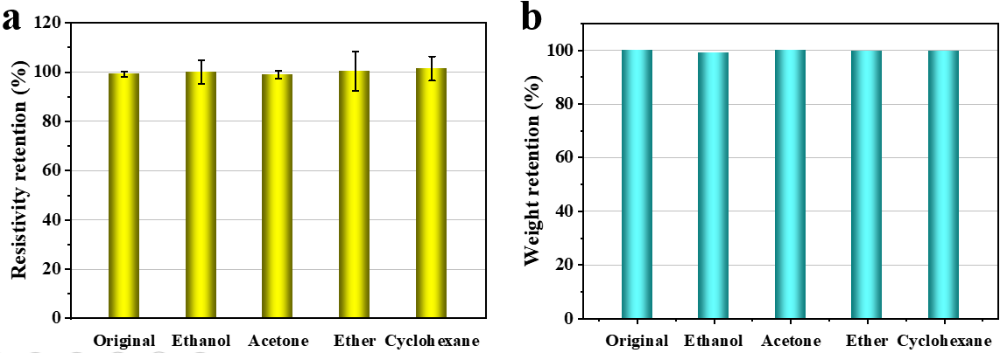 a
Resistivity retention (%)
120
100
80
60
40
20
0
Original Ethanol Acetone Ether Cyclohexane
b
Weight retention (%)
100
80
60
40
20
0
Original Ethanol Acetone Ether Cyclohexane